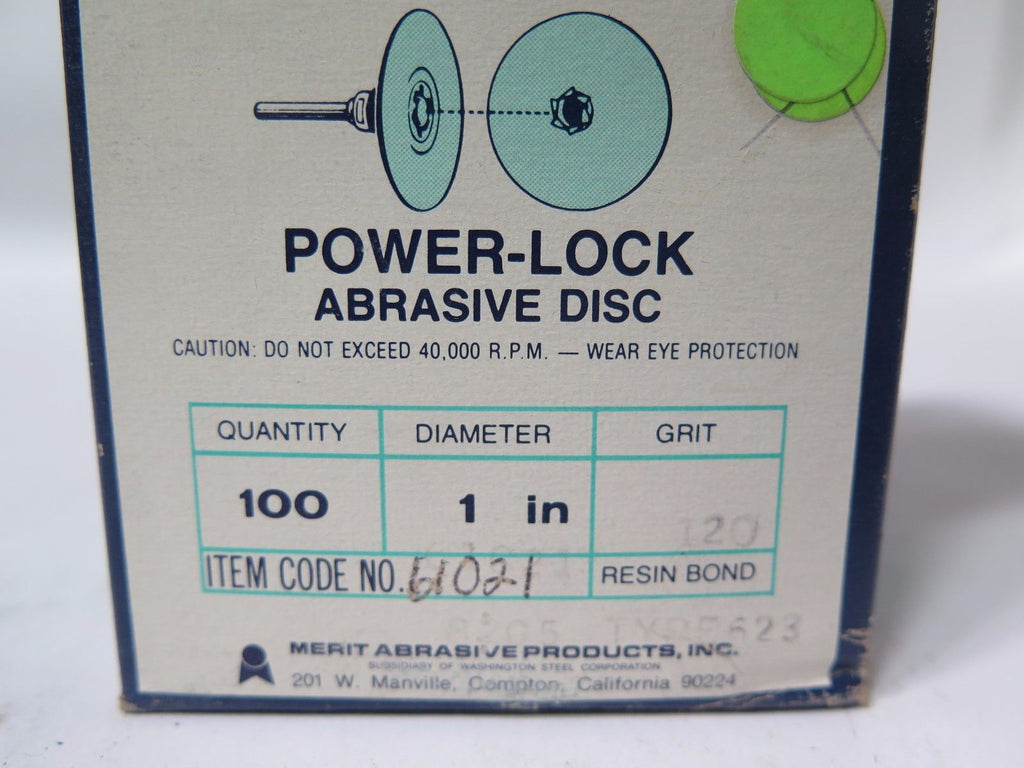 POWER-LOCK
ABRASIVE DISC
CAUTION: DO NOT EXCEED 40,000 R.P.M. — WEAR EYE PROTECTION
QUANTITY DIAMETER GRIT
100 1 in 120
ITEM CODE NO. 61021 RESIN BOND
MERIT ABRASIVE PRODUCTS, INC.
SUBSIDIARY OF WASHINGTON STEEL CORPORATION
201 W. Manville, Compton, California 90224